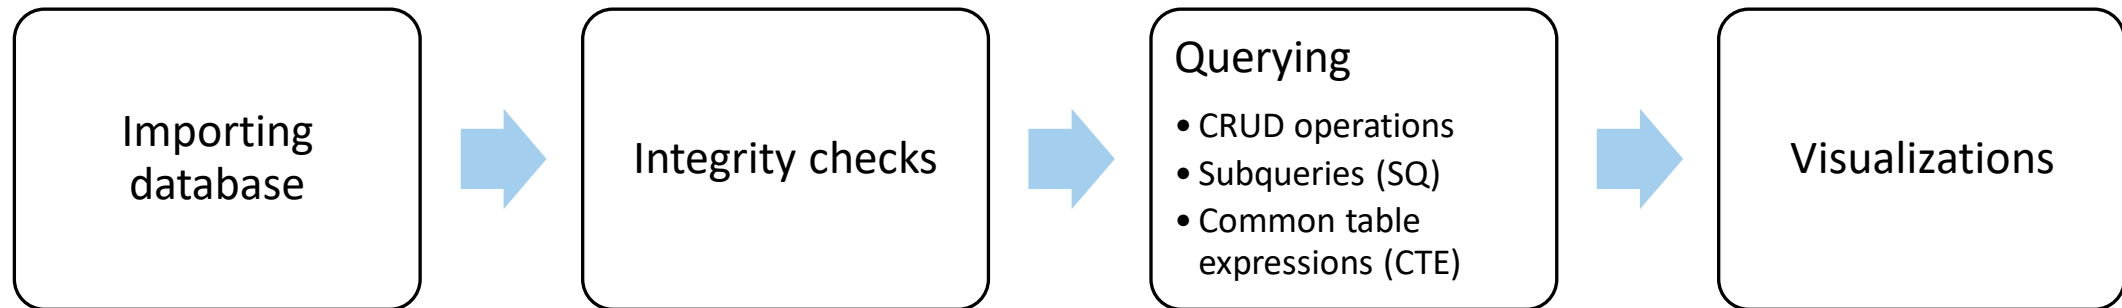 Importing
database
Integrity checks
Querying
• CRUD operations
• Subqueries (SQ)
• Common table
expressions (CTE)
Visualizations